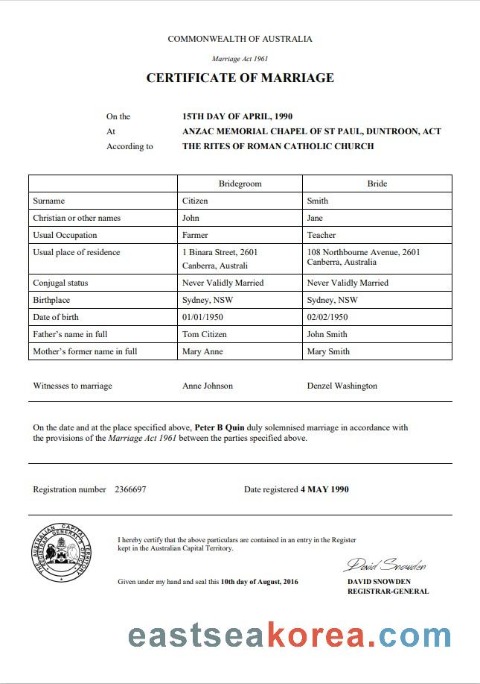 COMMONWEALTH OF AUSTRALIA
Marriage Act 1961
CERTIFICATE OF MARRIAGE
On the 15TH DAY OF APRIL, 1990
At ANZAC MEMORIAL CHAPEL OF ST PAUL, DUNTROON, ACT
According to THE RITES OF ROMAN CATHOLIC CHURCH
Bridegroom Bride
Surname Citizen Smith
Christian or other names John Jane
Usual Occupation Farmer Teacher
Usual place of residence 1 Binara Street, 2601 108 Northbourne Avenue, 2601
Canberra, Australi Canberra, Australia
Conjugal status Never Validly Married Never Validly Married
Birthplace Sydney, NSW Sydney, NSW
Date of birth 01/01/1950 02/02/1950
Father's name in full Tom Citizen John Smith
Mother's former name in full Mary Anne Mary Smith
Witnesses to marriage Anne Johnson Denzel Washington
On the date and at the place specified above, Peter B Quin duly solemnised marriage in accordance with
the provisions of the Marriage Act 1961 between the parties specified above.
Registration number 2366697 Date registered 4 MAY 1990
I hereby certify that the above particulars are contained in an entry in the Register
kept in the Australian Capital Territory.
David Snowden
Given under my hand and seal this 10th day of August, 2016 DAVID SNOWDEN
REGISTRAR-GENERAL
eastseakorea.com